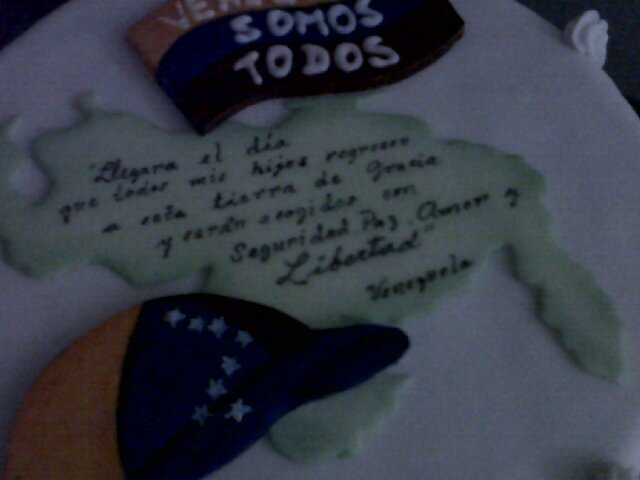 SOMOS
TODOS
"Llegara el día
que todos mis hijos regresen
a esta tierra de Gracia
y serán acogidos con
Seguridad, Paz, Amor y
Libertad"
Venezuela